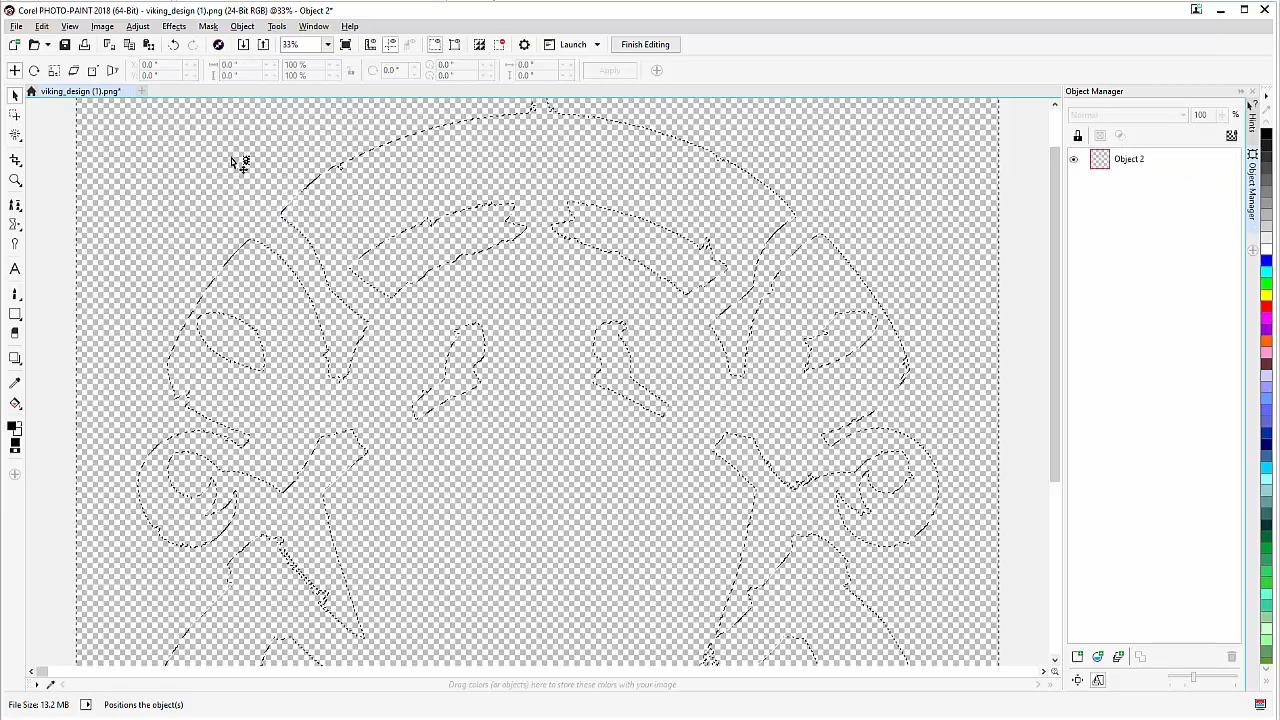 Corel PHOTO-PAINT 2018 (64-Bit) - viking_design (1).png (24-Bit RGB) @33% - Object 2*
File Edit View Image Adjust Effects Mask Object Tools Window Help
33% Launch Finish Editing
X: 0.0 " 0.0 " 100 % 0.0 ° 0.0 " 0.0 " Apply
Y: 0.0 " 0.0 " 100 % 0.0 " 0.0 "
viking_design (1).png*
Object Manager
Normal 100 %
Object 2
Hints
Object Manager
Drag colors (or objects) here to store these colors with your image
File Size: 13.2 MB Positions the object(s)